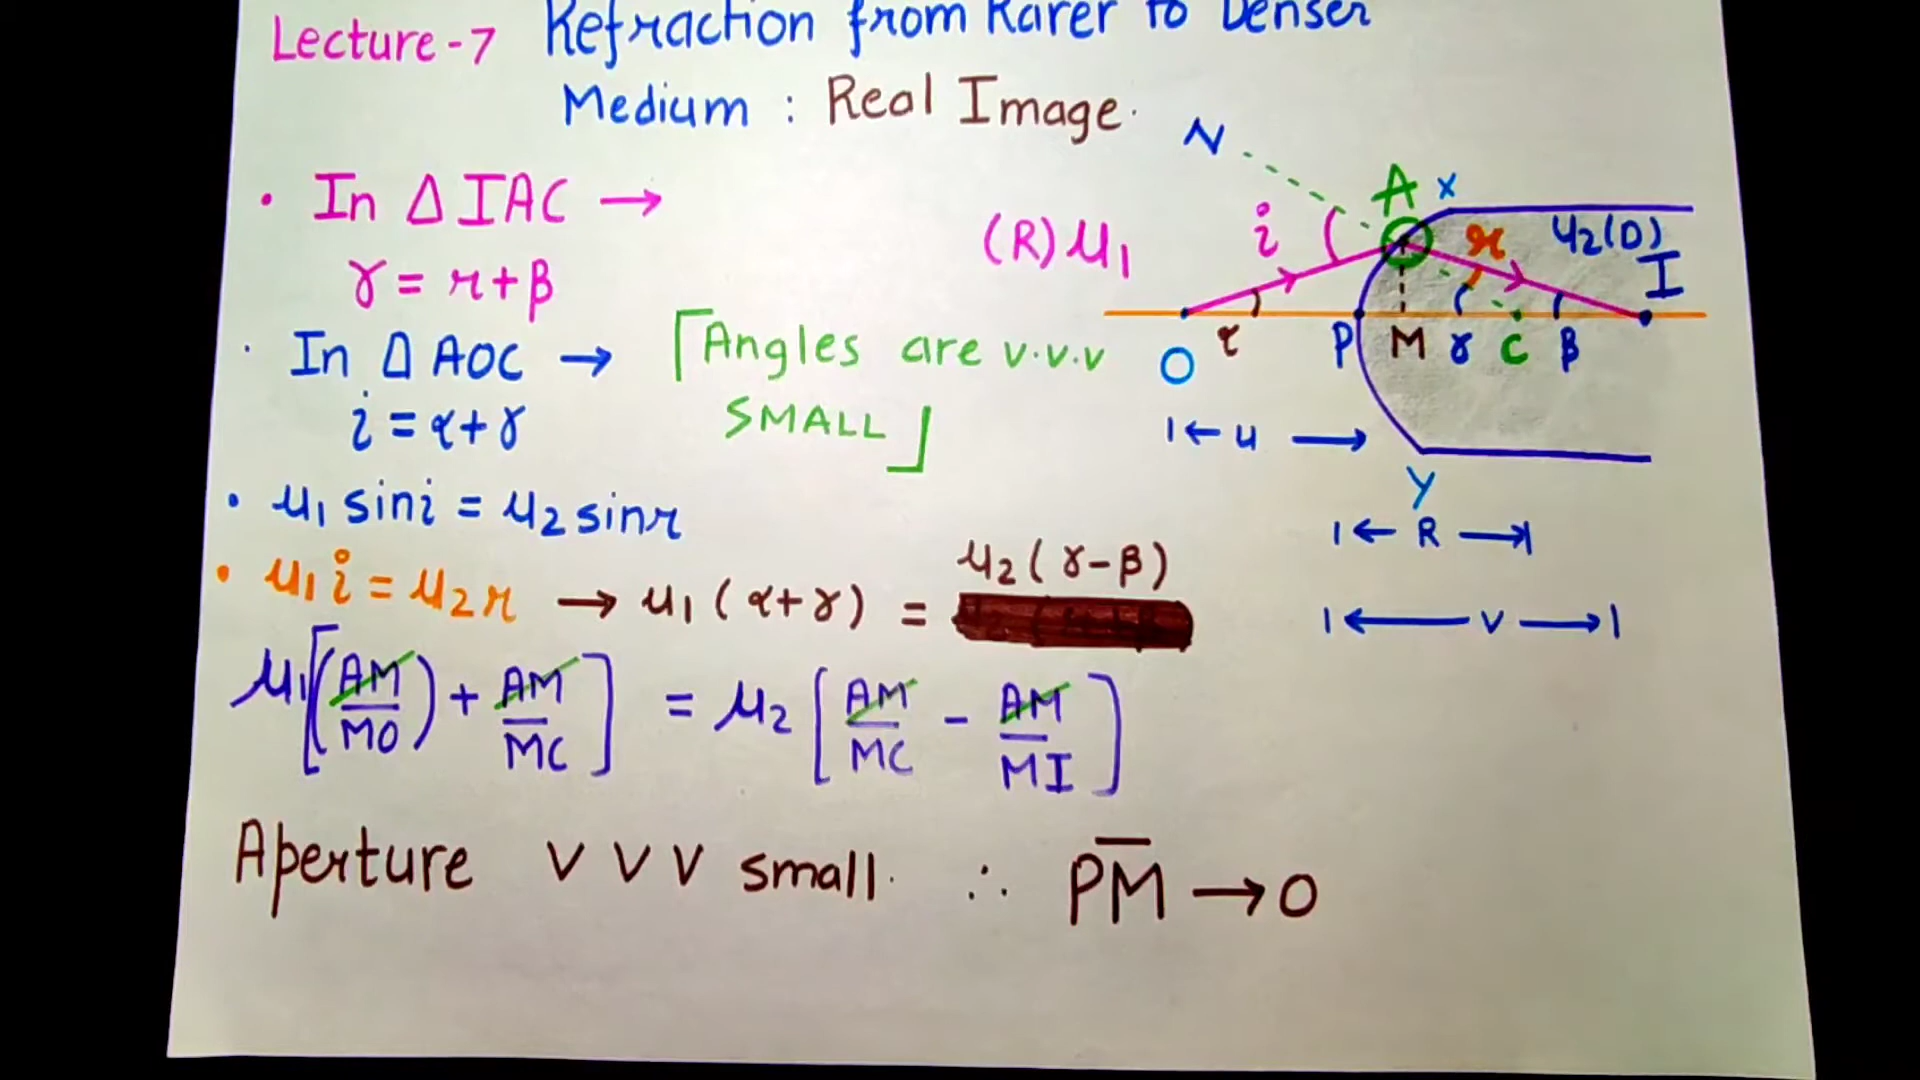 Lecture-7 Refraction from Rarer to Denser
Medium : Real Image.
• In Δ IAC →
γ = r+β
· In Δ AOC →
i = α+γ
⌈Angles are v.v.v
SMALL⌋
• μ1 sini = μ2 sinr
• μ1 i = μ2 r → μ1 (α+γ) = μ2 (γ-β)
μ1[(AM/MO) + AM/MC] = μ2 [AM/MC - AM/MI]
Aperture v v v small. ∴ PM → 0
N
A x
i
(R) μ1
r μ2(D)
I
O α P M γ C β
|← u →
Y
|← R →|
|← v →|